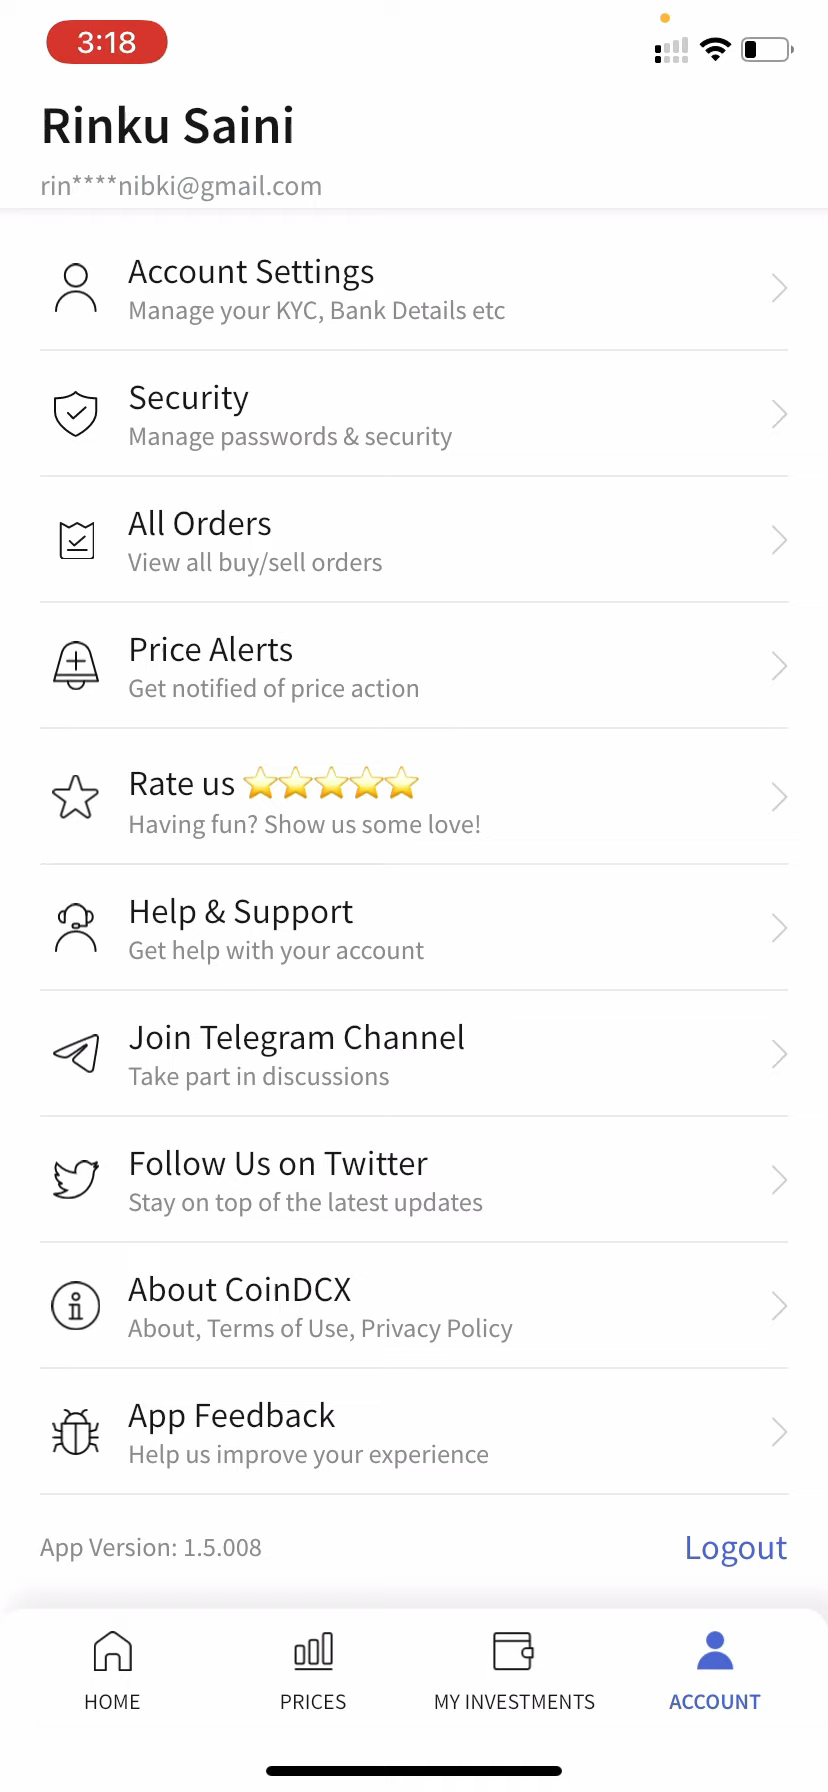 3:18
Rinku Saini
rin****nibki@gmail.com
Account Settings
Manage your KYC, Bank Details etc
Security
Manage passwords & security
All Orders
View all buy/sell orders
Price Alerts
Get notified of price action
Rate us ⭐⭐⭐⭐⭐
Having fun? Show us some love!
Help & Support
Get help with your account
Join Telegram Channel
Take part in discussions
Follow Us on Twitter
Stay on top of the latest updates
About CoinDCX
About, Terms of Use, Privacy Policy
App Feedback
Help us improve your experience
App Version: 1.5.008
Logout
HOME
PRICES
MY INVESTMENTS
ACCOUNT